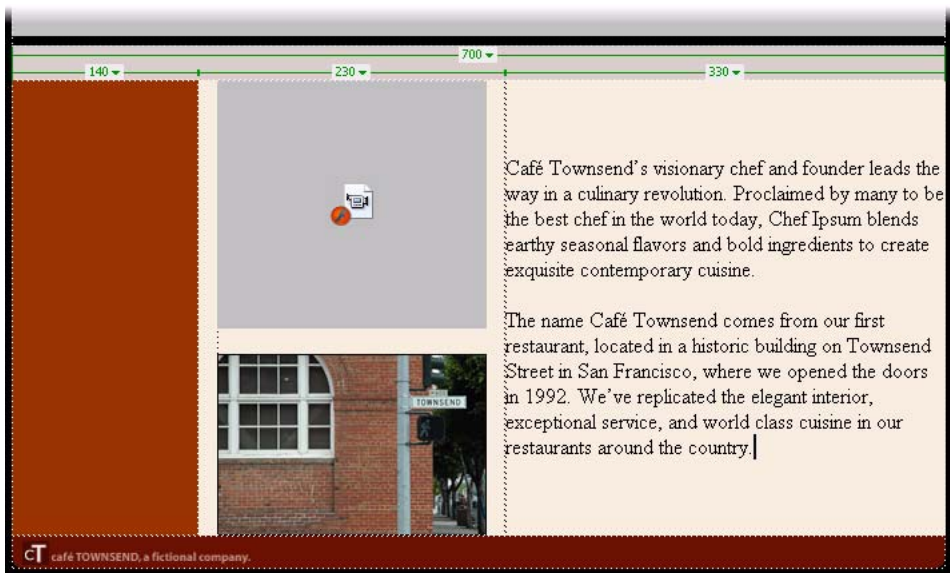 700
140
230
330
Café Townsend's visionary chef and founder leads the
way in a culinary revolution. Proclaimed by many to be
the best chef in the world today, Chef Ipsum blends
earthy seasonal flavors and bold ingredients to create
exquisite contemporary cuisine.
The name Café Townsend comes from our first
restaurant, located in a historic building on Townsend
Street in San Francisco, where we opened the doors
in 1992. We've replicated the elegant interior,
exceptional service, and world class cuisine in our
restaurants around the country.
TOWNSEND
cT café TOWNSEND, a fictional company.